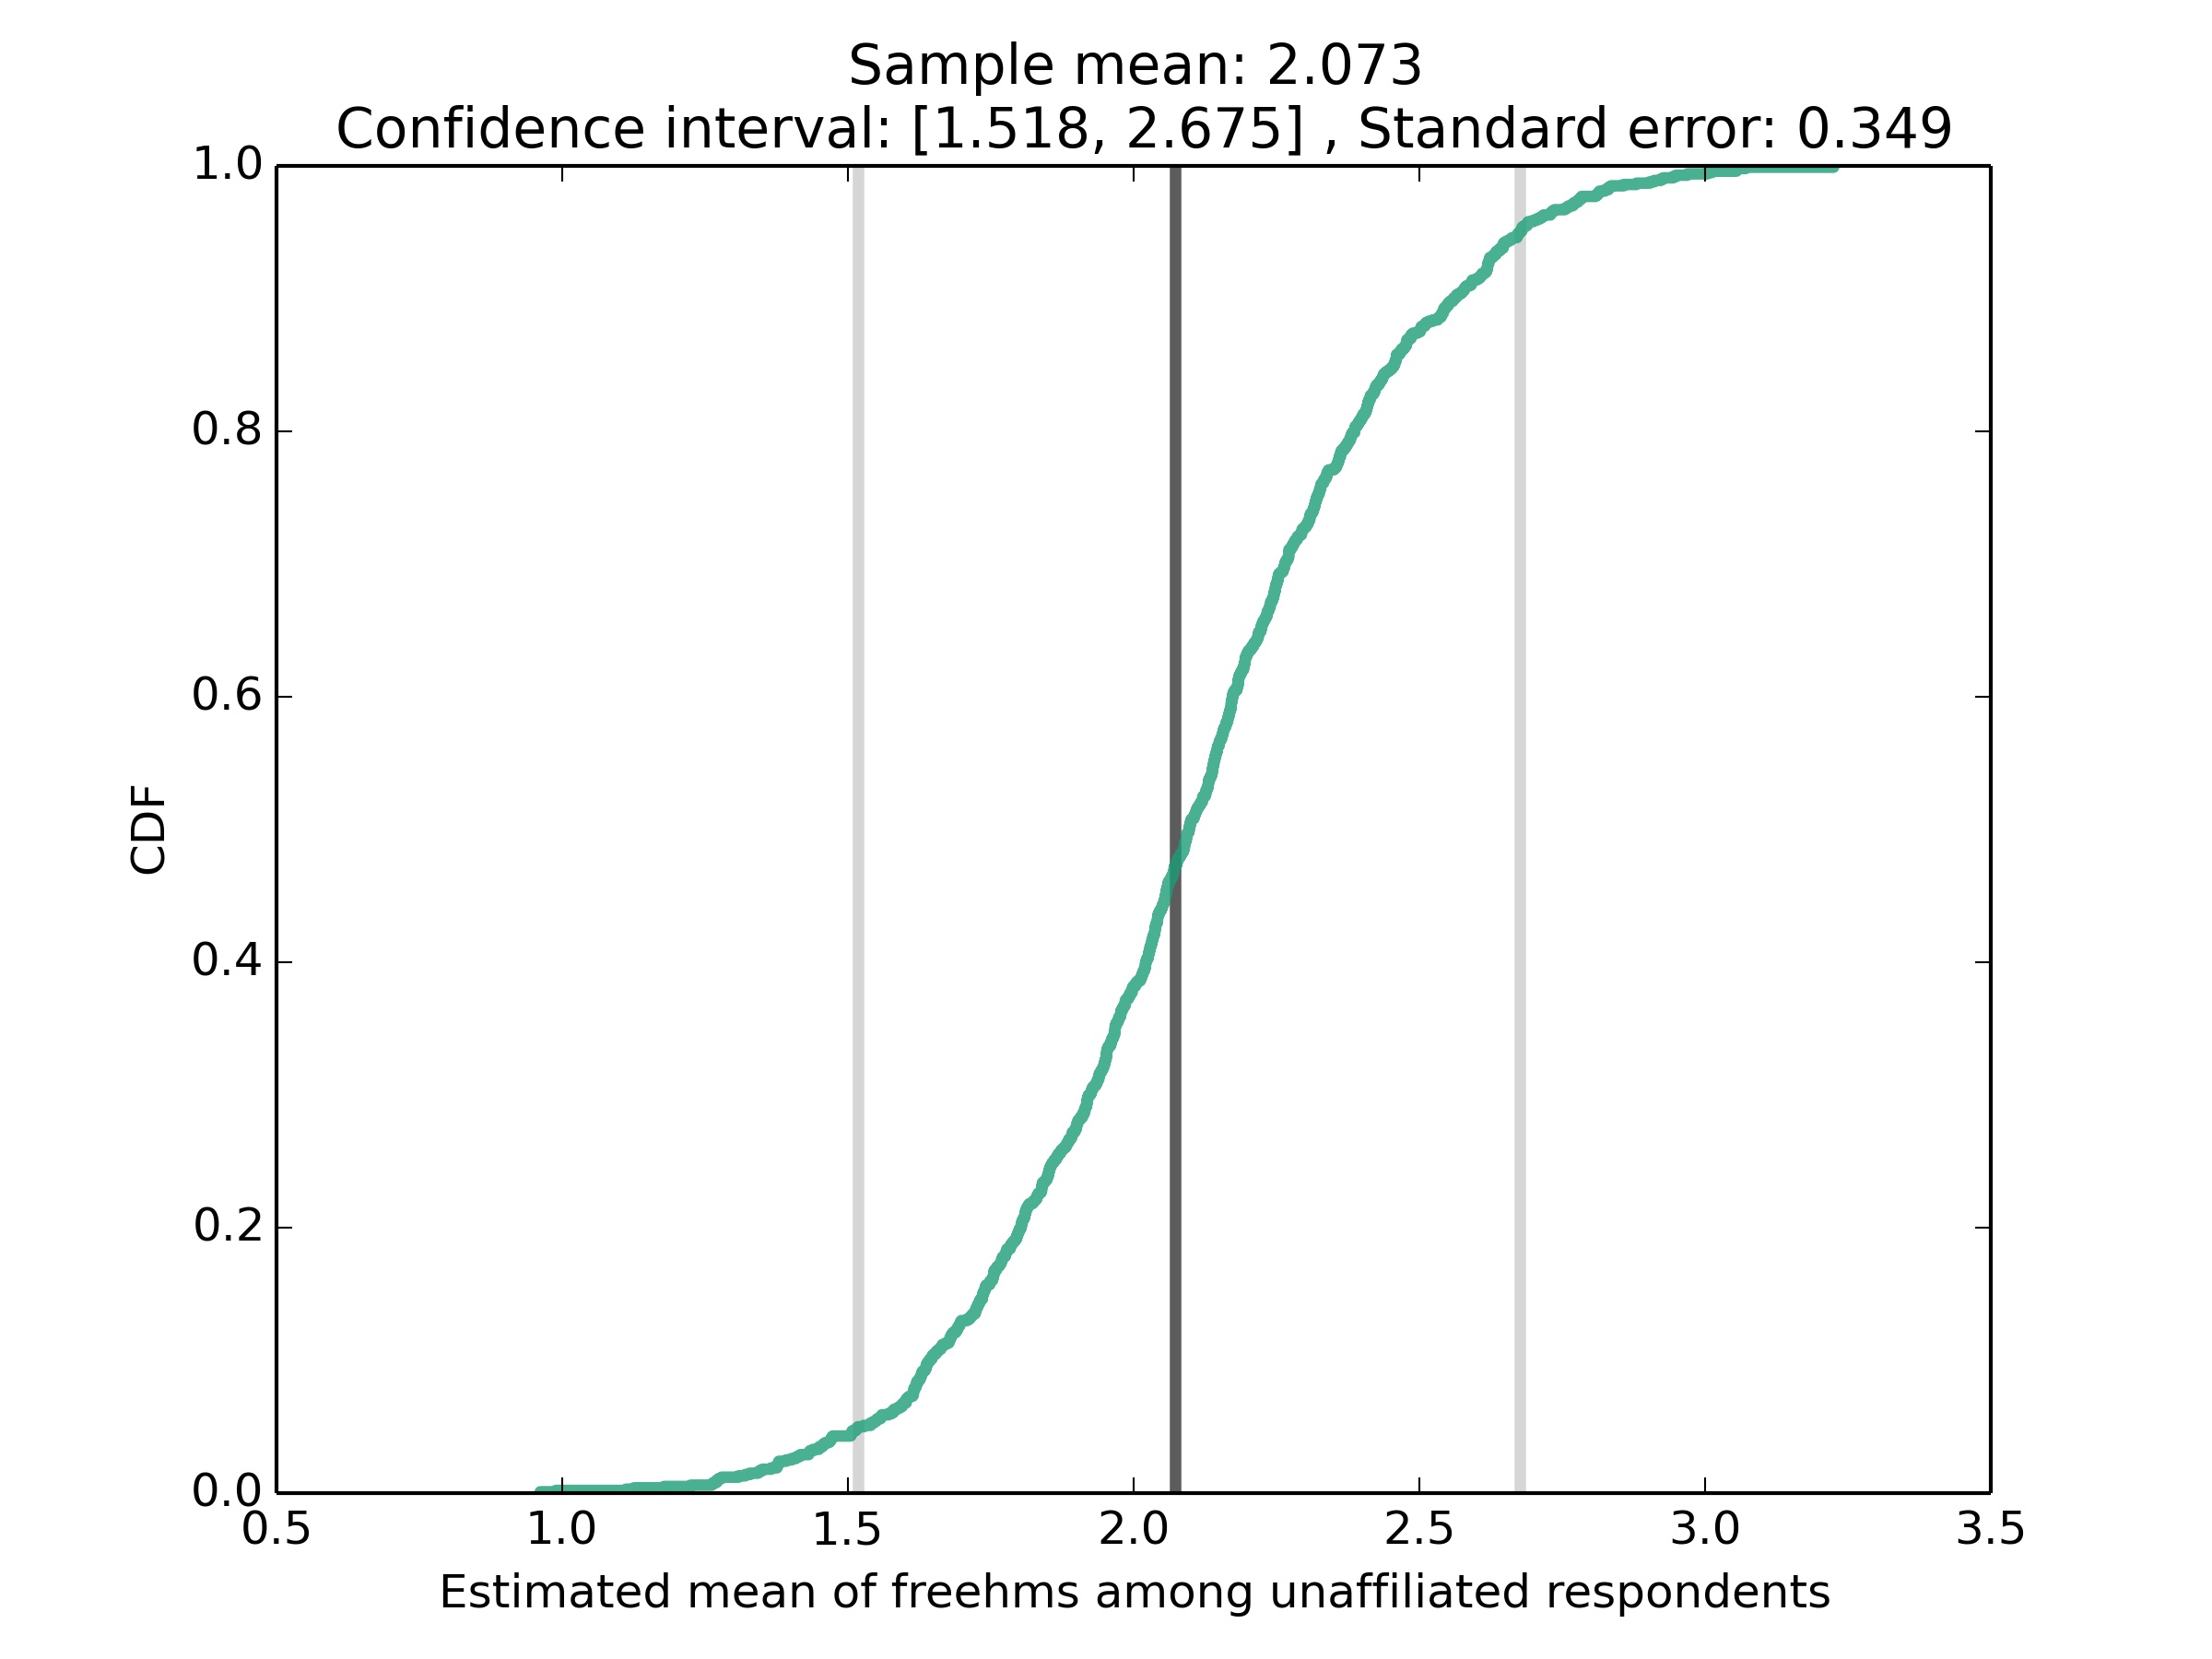 Sample mean: 2.073
Confidence interval: [1.518, 2.675] , Standard error: 0.349
1.0
0.8
0.6
0.4
0.2
0.0
CDF
0.5 1.0 1.5 2.0 2.5 3.0 3.5
Estimated mean of freehms among unaffiliated respondents